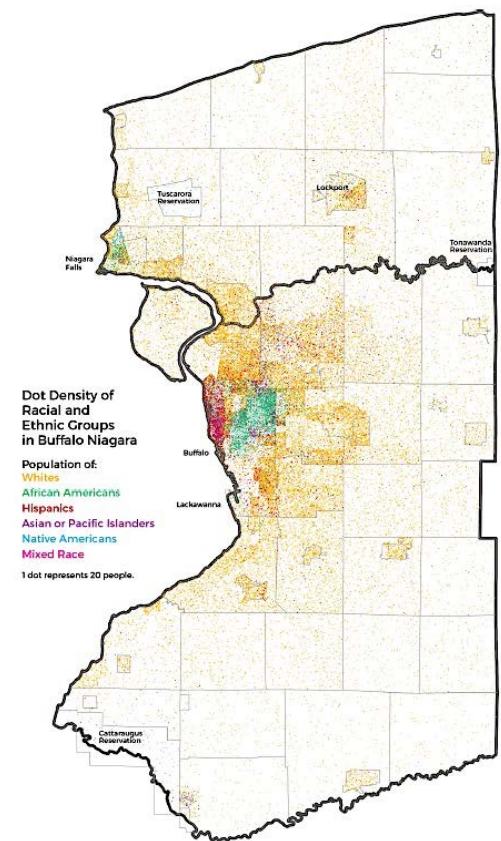 Lockport
Tuscarora
Reservation
Tonawanda
Reservation
Niagara
Falls
Dot Density of
Racial and
Ethnic Groups
in Buffalo Niagara
Population of:
Whites
African Americans
Hispanics
Asian or Pacific Islanders
Native Americans
Mixed Race
1 dot represents 20 people.
Buffalo
Lackawanna
Cattaraugus
Reservation